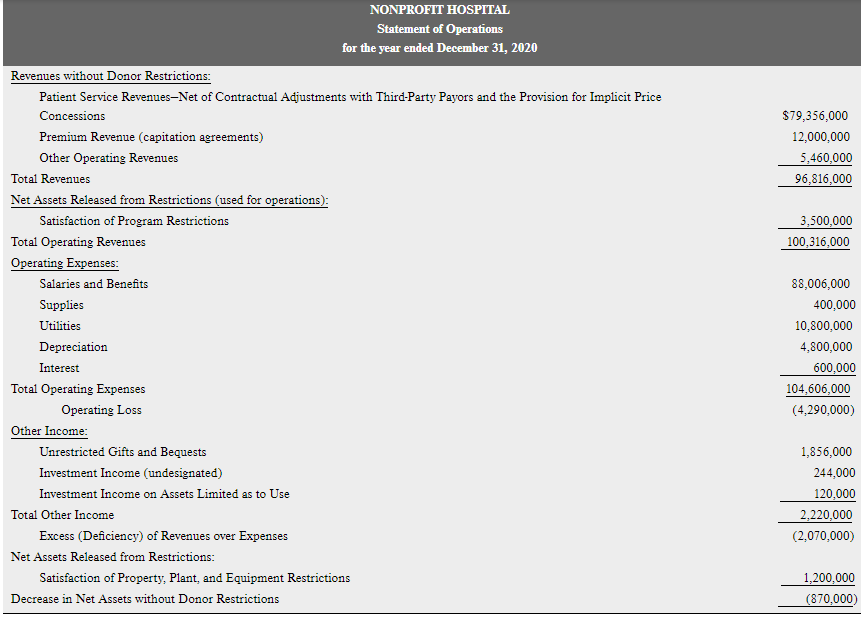 NONPROFIT HOSPITAL
Statement of Operations
for the year ended December 31, 2020
Revenues without Donor Restrictions:
Patient Service Revenues–Net of Contractual Adjustments with Third-Party Payors and the Provision for Implicit Price
Concessions $79,356,000
Premium Revenue (capitation agreements) 12,000,000
Other Operating Revenues 5,460,000
Total Revenues 96,816,000
Net Assets Released from Restrictions (used for operations):
Satisfaction of Program Restrictions 3,500,000
Total Operating Revenues 100,316,000
Operating Expenses:
Salaries and Benefits 88,006,000
Supplies 400,000
Utilities 10,800,000
Depreciation 4,800,000
Interest 600,000
Total Operating Expenses 104,606,000
Operating Loss (4,290,000)
Other Income:
Unrestricted Gifts and Bequests 1,856,000
Investment Income (undesignated) 244,000
Investment Income on Assets Limited as to Use 120,000
Total Other Income 2,220,000
Excess (Deficiency) of Revenues over Expenses (2,070,000)
Net Assets Released from Restrictions:
Satisfaction of Property, Plant, and Equipment Restrictions 1,200,000
Decrease in Net Assets without Donor Restrictions (870,000)